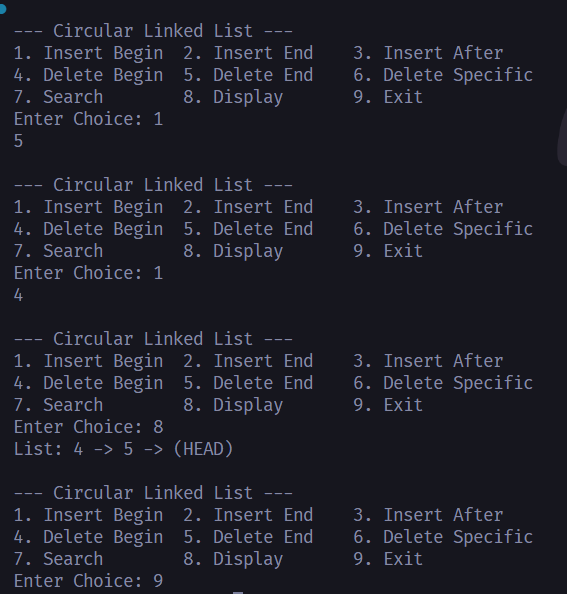 --- Circular Linked List ---
1. Insert Begin  2. Insert End    3. Insert After
4. Delete Begin  5. Delete End    6. Delete Specific
7. Search        8. Display       9. Exit
Enter Choice: 1
5

--- Circular Linked List ---
1. Insert Begin  2. Insert End    3. Insert After
4. Delete Begin  5. Delete End    6. Delete Specific
7. Search        8. Display       9. Exit
Enter Choice: 1
4

--- Circular Linked List ---
1. Insert Begin  2. Insert End    3. Insert After
4. Delete Begin  5. Delete End    6. Delete Specific
7. Search        8. Display       9. Exit
Enter Choice: 8
List: 4 -> 5 -> (HEAD)

--- Circular Linked List ---
1. Insert Begin  2. Insert End    3. Insert After
4. Delete Begin  5. Delete End    6. Delete Specific
7. Search        8. Display       9. Exit
Enter Choice: 9